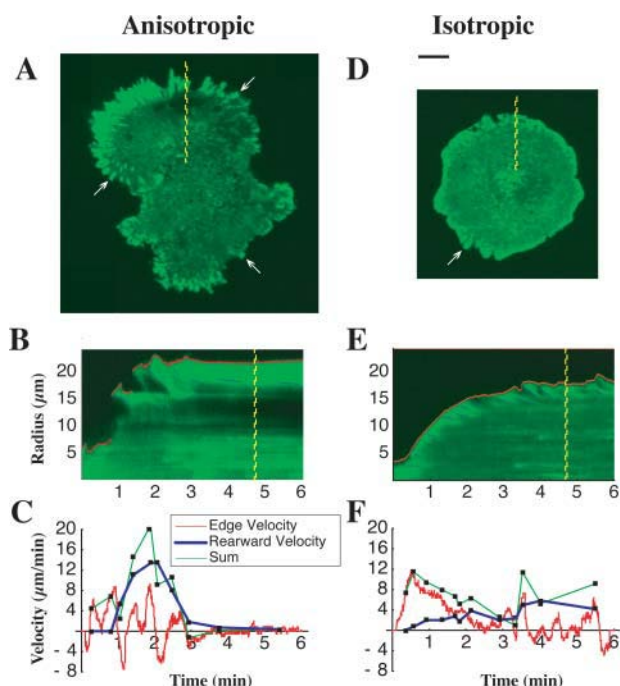 Anisotropic
Isotropic
A
D
B
E
Radius (μm)
20
15
10
5
20
15
10
5
1 2 3 4 5 6
1 2 3 4 5 6
C
F
Velocity (μm/min)
20
16
12
8
4
0
- 4
- 8
Edge Velocity
Rearward Velocity
Sum
20
16
12
8
4
0
- 4
- 8
1 2 3 4 5 6
1 2 3 4 5 6
Time (min)
Time (min)